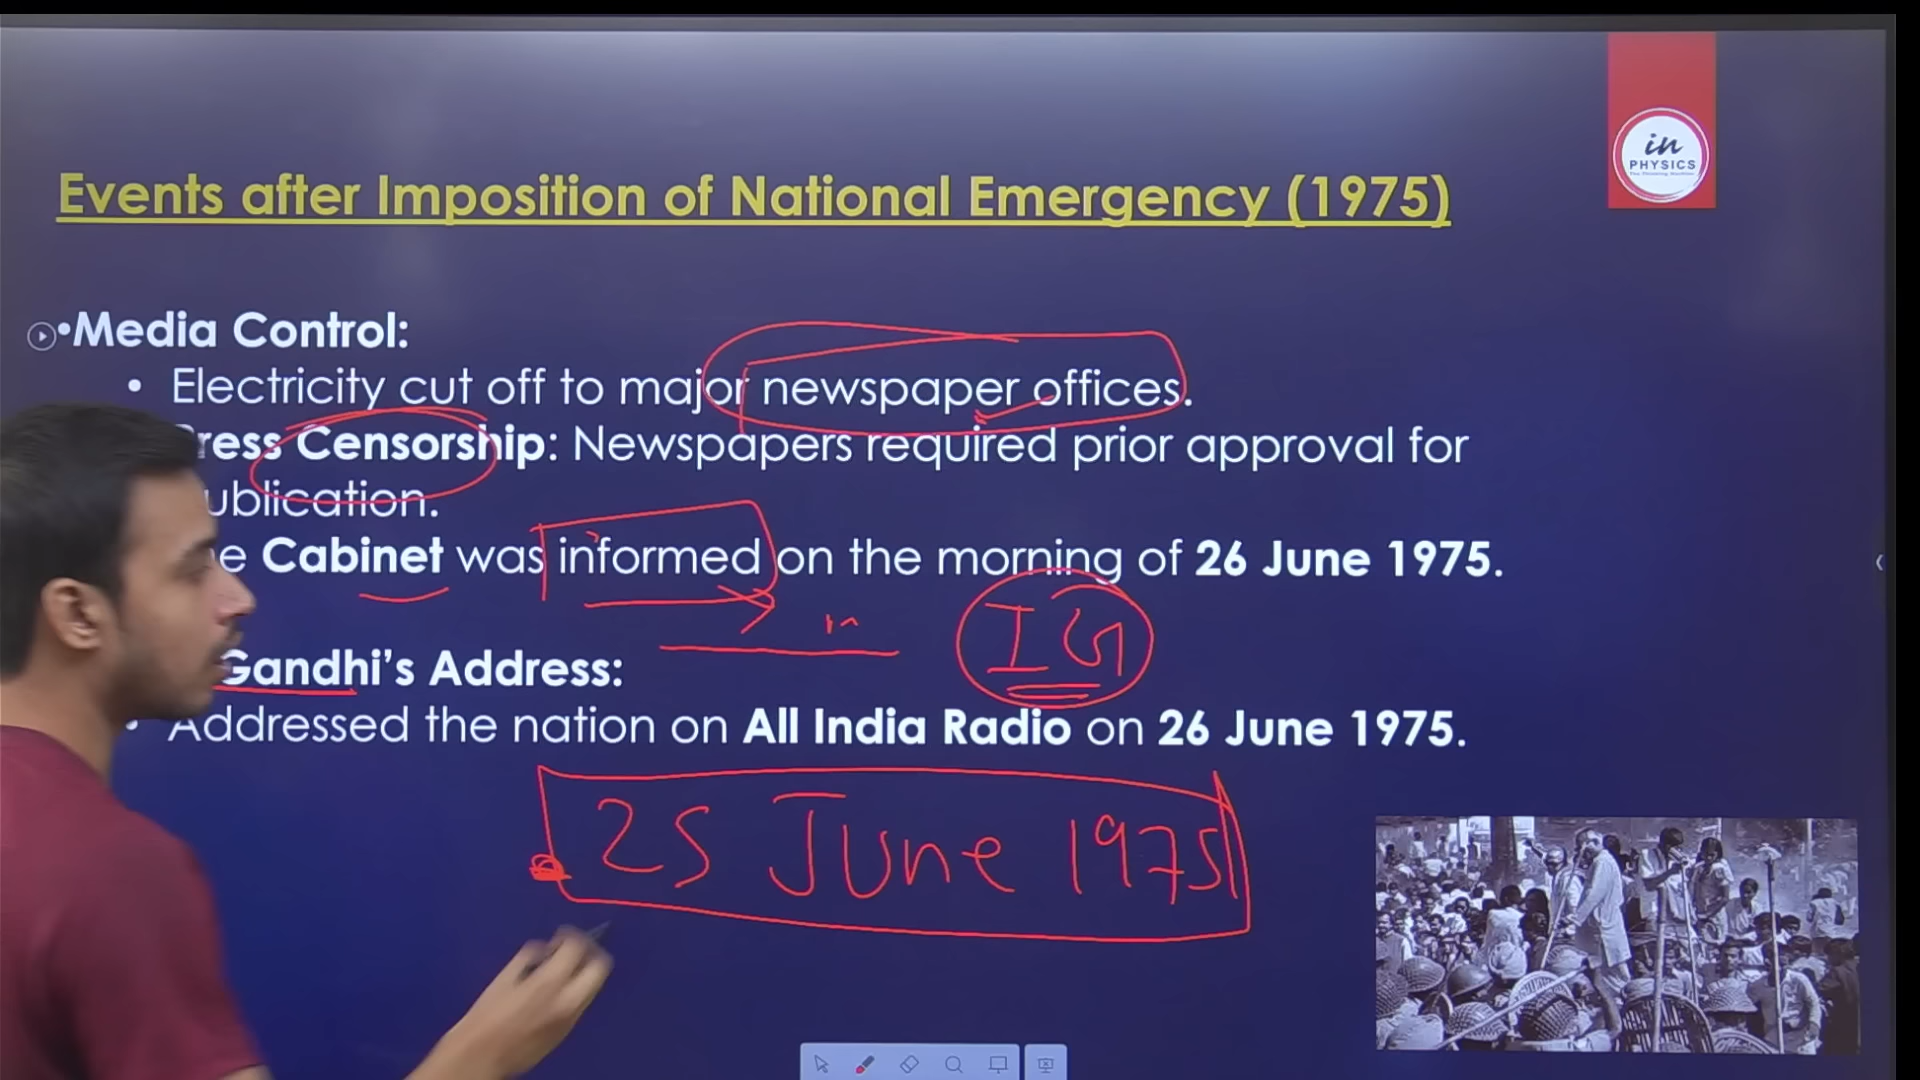 in
PHYSICS
Events after Imposition of National Emergency (1975)
•Media Control:
• Electricity cut off to major newspaper offices.
ress Censorship: Newspapers required prior approval for
ublication.
e Cabinet was informed on the morning of 26 June 1975.
in
IG
Gandhi's Address:
• Addressed the nation on All India Radio on 26 June 1975.
25 June 1975